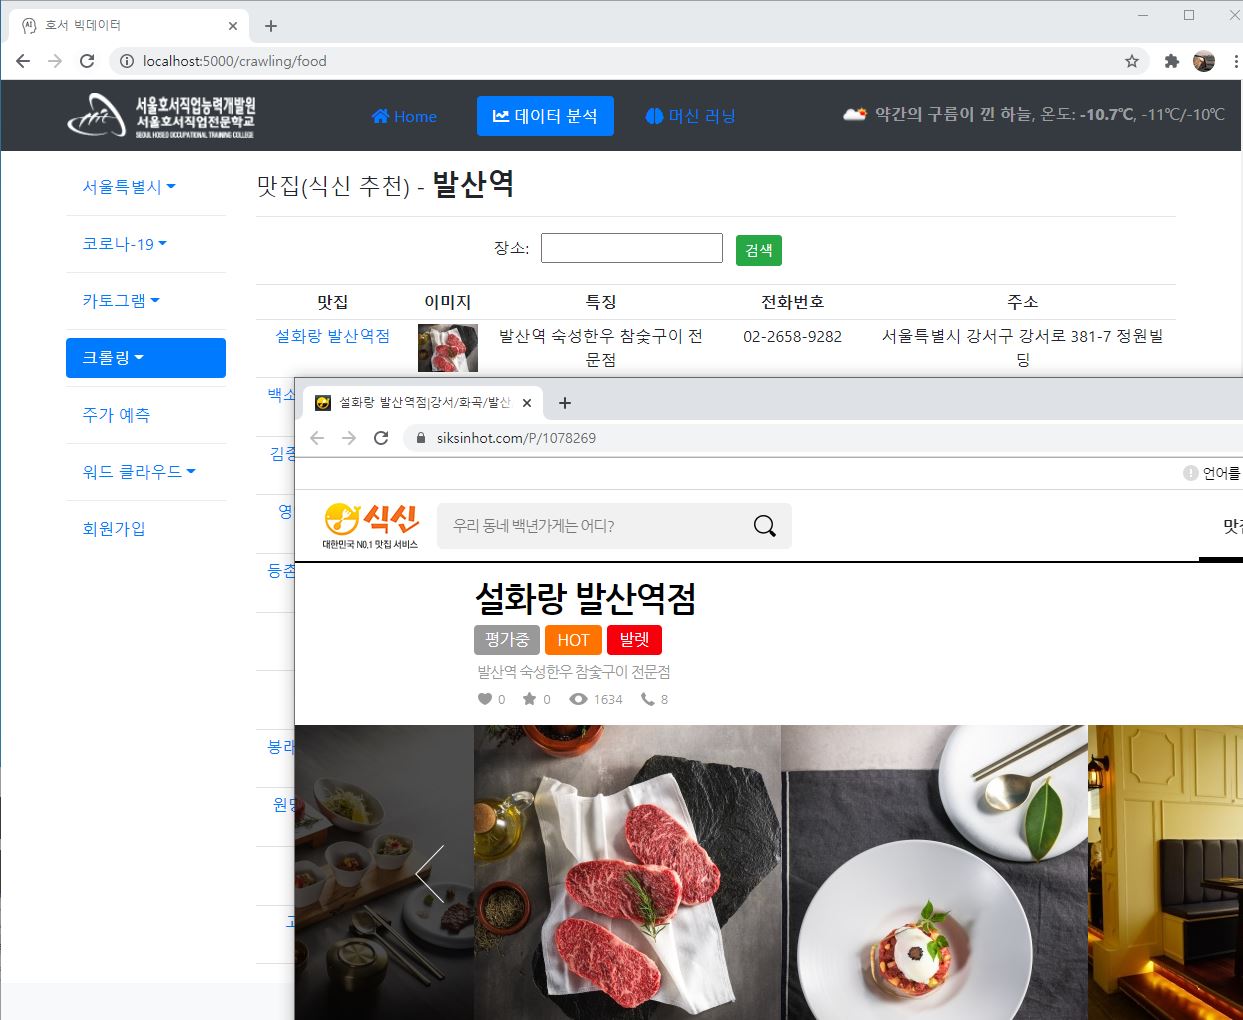 호서 빅데이터
localhost:5000/crawling/food
서울호서직업능력개발원
서울호서직업전문학교
SEOUL HOSEO OCCUPATIONAL TRAINING COLLEGE
Home
데이터 분석
머신 러닝
약간의 구름이 낀 하늘, 온도: -10.7℃, -11℃/-10℃
서울특별시
코로나-19
카토그램
크롤링
주가 예측
워드 클라우드
회원가입
맛집(식신 추천) - 발산역
장소:
검색
맛집 이미지 특징 전화번호 주소
설화랑 발산역점 발산역 숙성한우 참숯구이 전문점 02-2658-9282 서울특별시 강서구 강서로 381-7 정원빌딩
백소
김종
영
등촌
봉래
원당
고
설화랑 발산역점|강서/화곡/발산
siksinhot.com/P/1078269
언어를
식신
대한민국 NO.1 맛집 서비스
우리 동네 백년가게는 어디?
맛집
설화랑 발산역점
평가중 HOT 발렛
발산역 숙성한우 참숯구이 전문점
0 0 1634 8